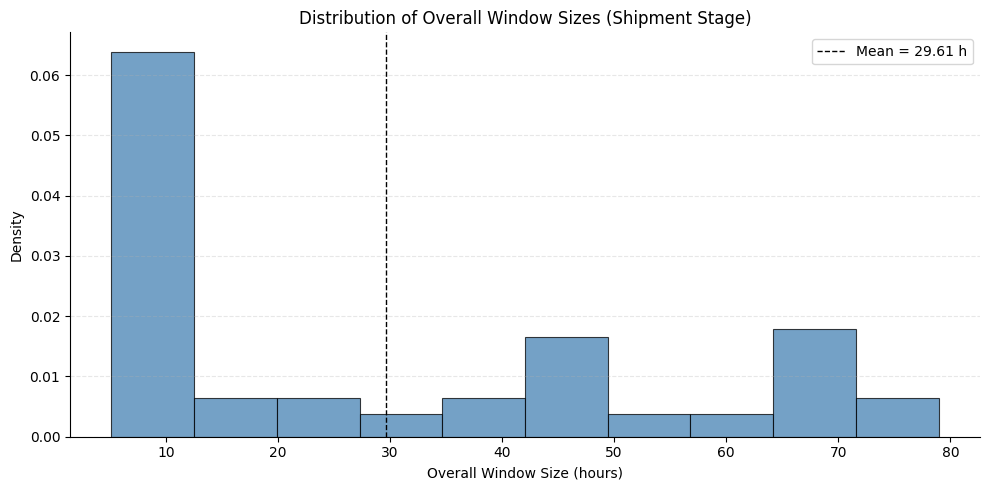 Distribution of Overall Window Sizes (Shipment Stage)
Mean = 29.61 h
Density
0.06
0.05
0.04
0.03
0.02
0.01
0.00
10 20 30 40 50 60 70 80
Overall Window Size (hours)